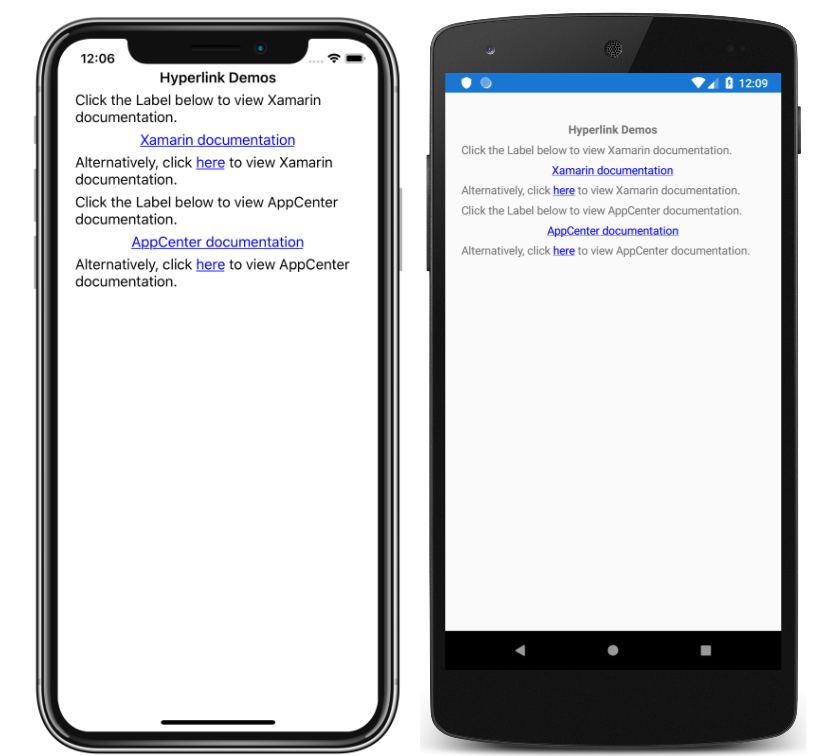 12:06
Hyperlink Demos
Click the Label below to view Xamarin
documentation.
Xamarin documentation
Alternatively, click here to view Xamarin
documentation.
Click the Label below to view AppCenter
documentation.
AppCenter documentation
Alternatively, click here to view AppCenter
documentation.
12:09
Hyperlink Demos
Click the Label below to view Xamarin documentation.
Xamarin documentation
Alternatively, click here to view Xamarin documentation.
Click the Label below to view AppCenter documentation.
AppCenter documentation
Alternatively, click here to view AppCenter documentation.